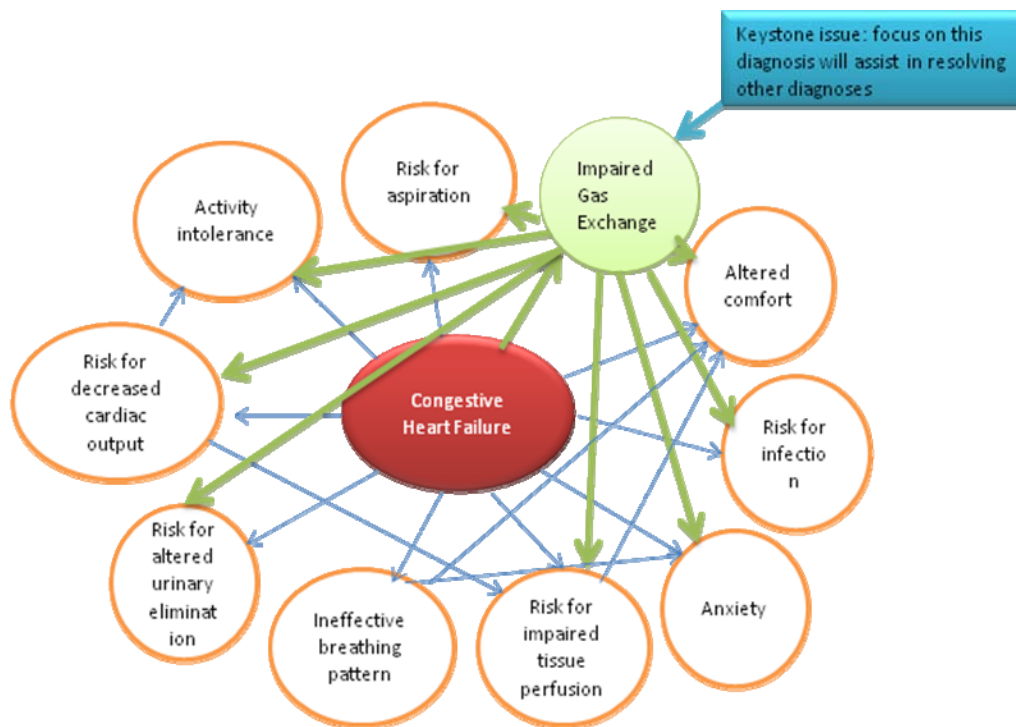 Keystone issue: focus on this
diagnosis will assist in resolving
other diagnoses
Risk for
aspiration
Impaired
Gas
Exchange
Activity
intolerance
Altered
comfort
Risk for
decreased
cardiac
output
Congestive
Heart Failure
Risk for
infectio
n
Risk for
altered
urinary
eliminat
ion
Ineffective
breathing
pattern
Risk for
impaired
tissue
perfusion
Anxiety